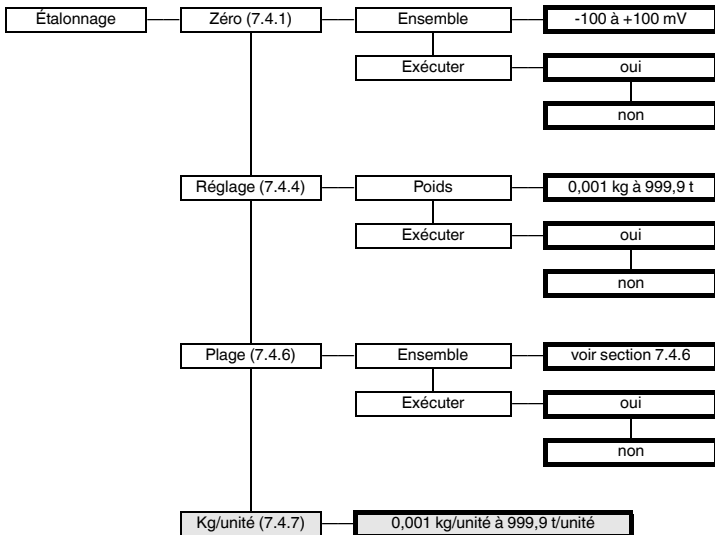 Étalonnage
Zéro (7.4.1)
Ensemble
-100 à +100 mV
Exécuter
oui
non
Réglage (7.4.4)
Poids
0,001 kg à 999,9 t
Exécuter
oui
non
Plage (7.4.6)
Ensemble
voir section 7.4.6
Exécuter
oui
non
Kg/unité (7.4.7)
0,001 kg/unité à 999,9 t/unité